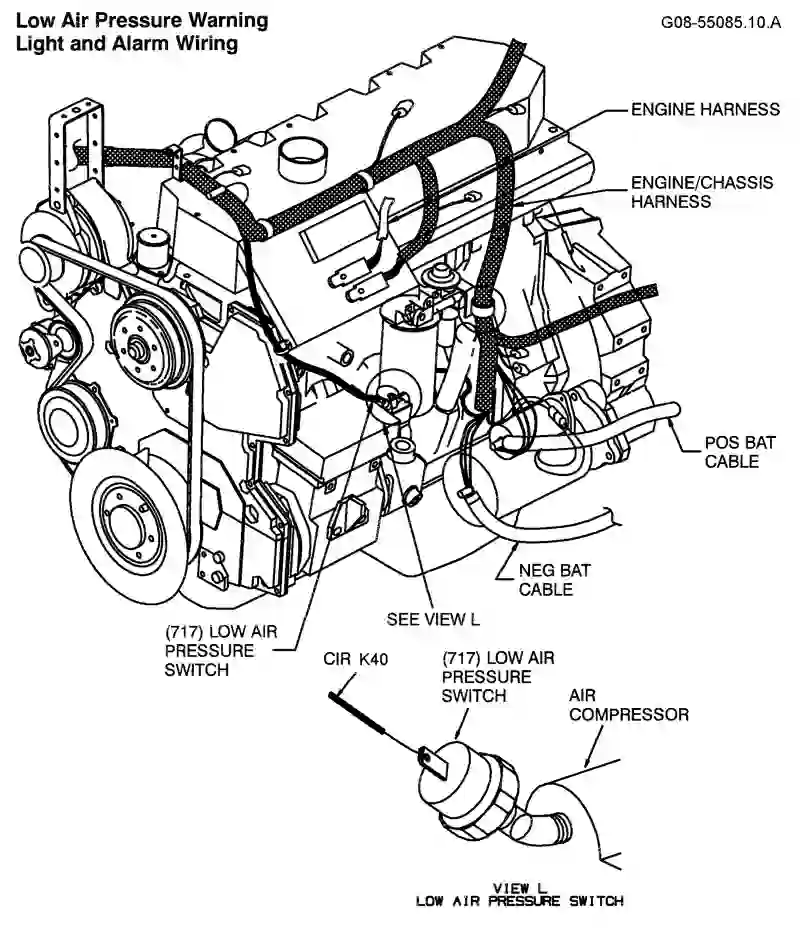 Low Air Pressure Warning
Light and Alarm Wiring
G08-55085.10.A
ENGINE HARNESS
ENGINE/CHASSIS
HARNESS
POS BAT
CABLE
NEG BAT
CABLE
SEE VIEW L
(717) LOW AIR
PRESSURE
SWITCH
CIR K40
(717) LOW AIR
PRESSURE
SWITCH
AIR
COMPRESSOR
VIEW L
LOW AIR PRESSURE SWITCH